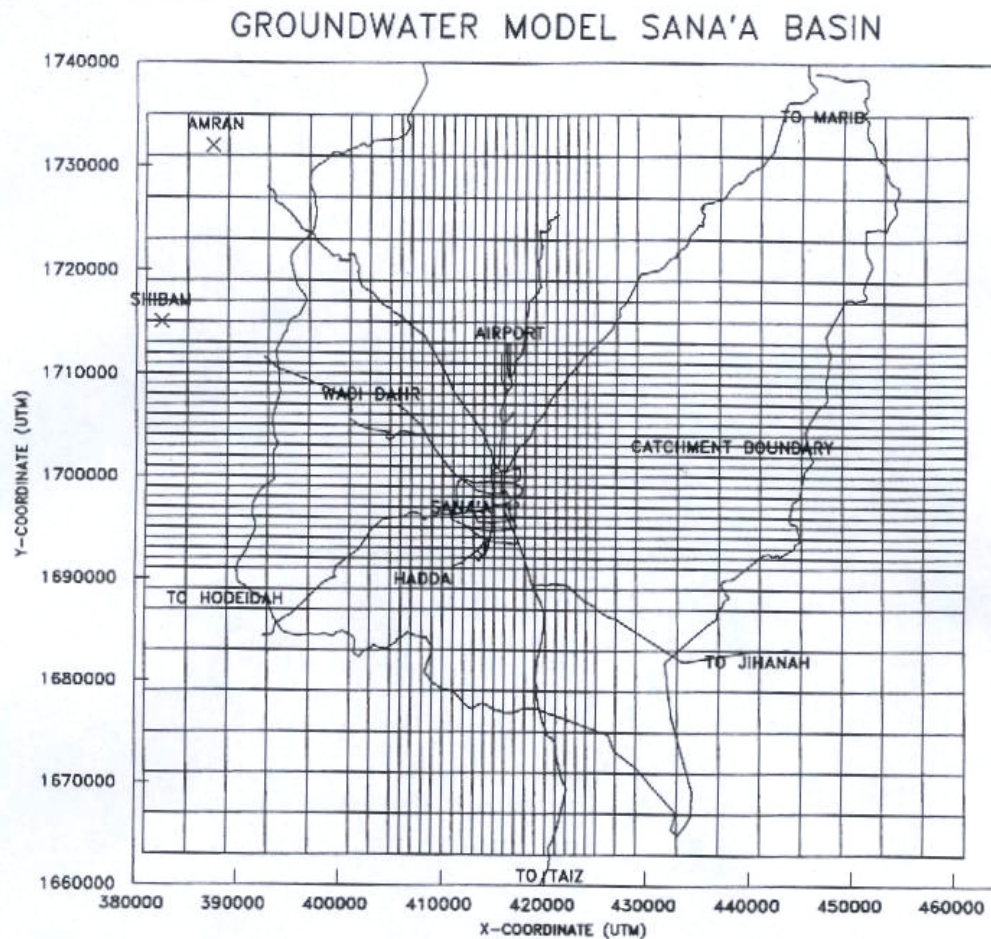 GROUNDWATER MODEL SANA'A BASIN
1740000
AMRAN
TO MARIB
1730000
1720000
SHIBAM
AIRPORT
1710000
WADI DAHR
CATCHMENT BOUNDARY
1700000
SANA'A
Y-COORDINATE (UTM)
1690000
HADDA
TO HODEIDAH
TO JIHANAH
1680000
1670000
TO TAIZ
1660000
380000 390000 400000 410000 420000 430000 440000 450000 460000
X-COORDINATE (UTM)